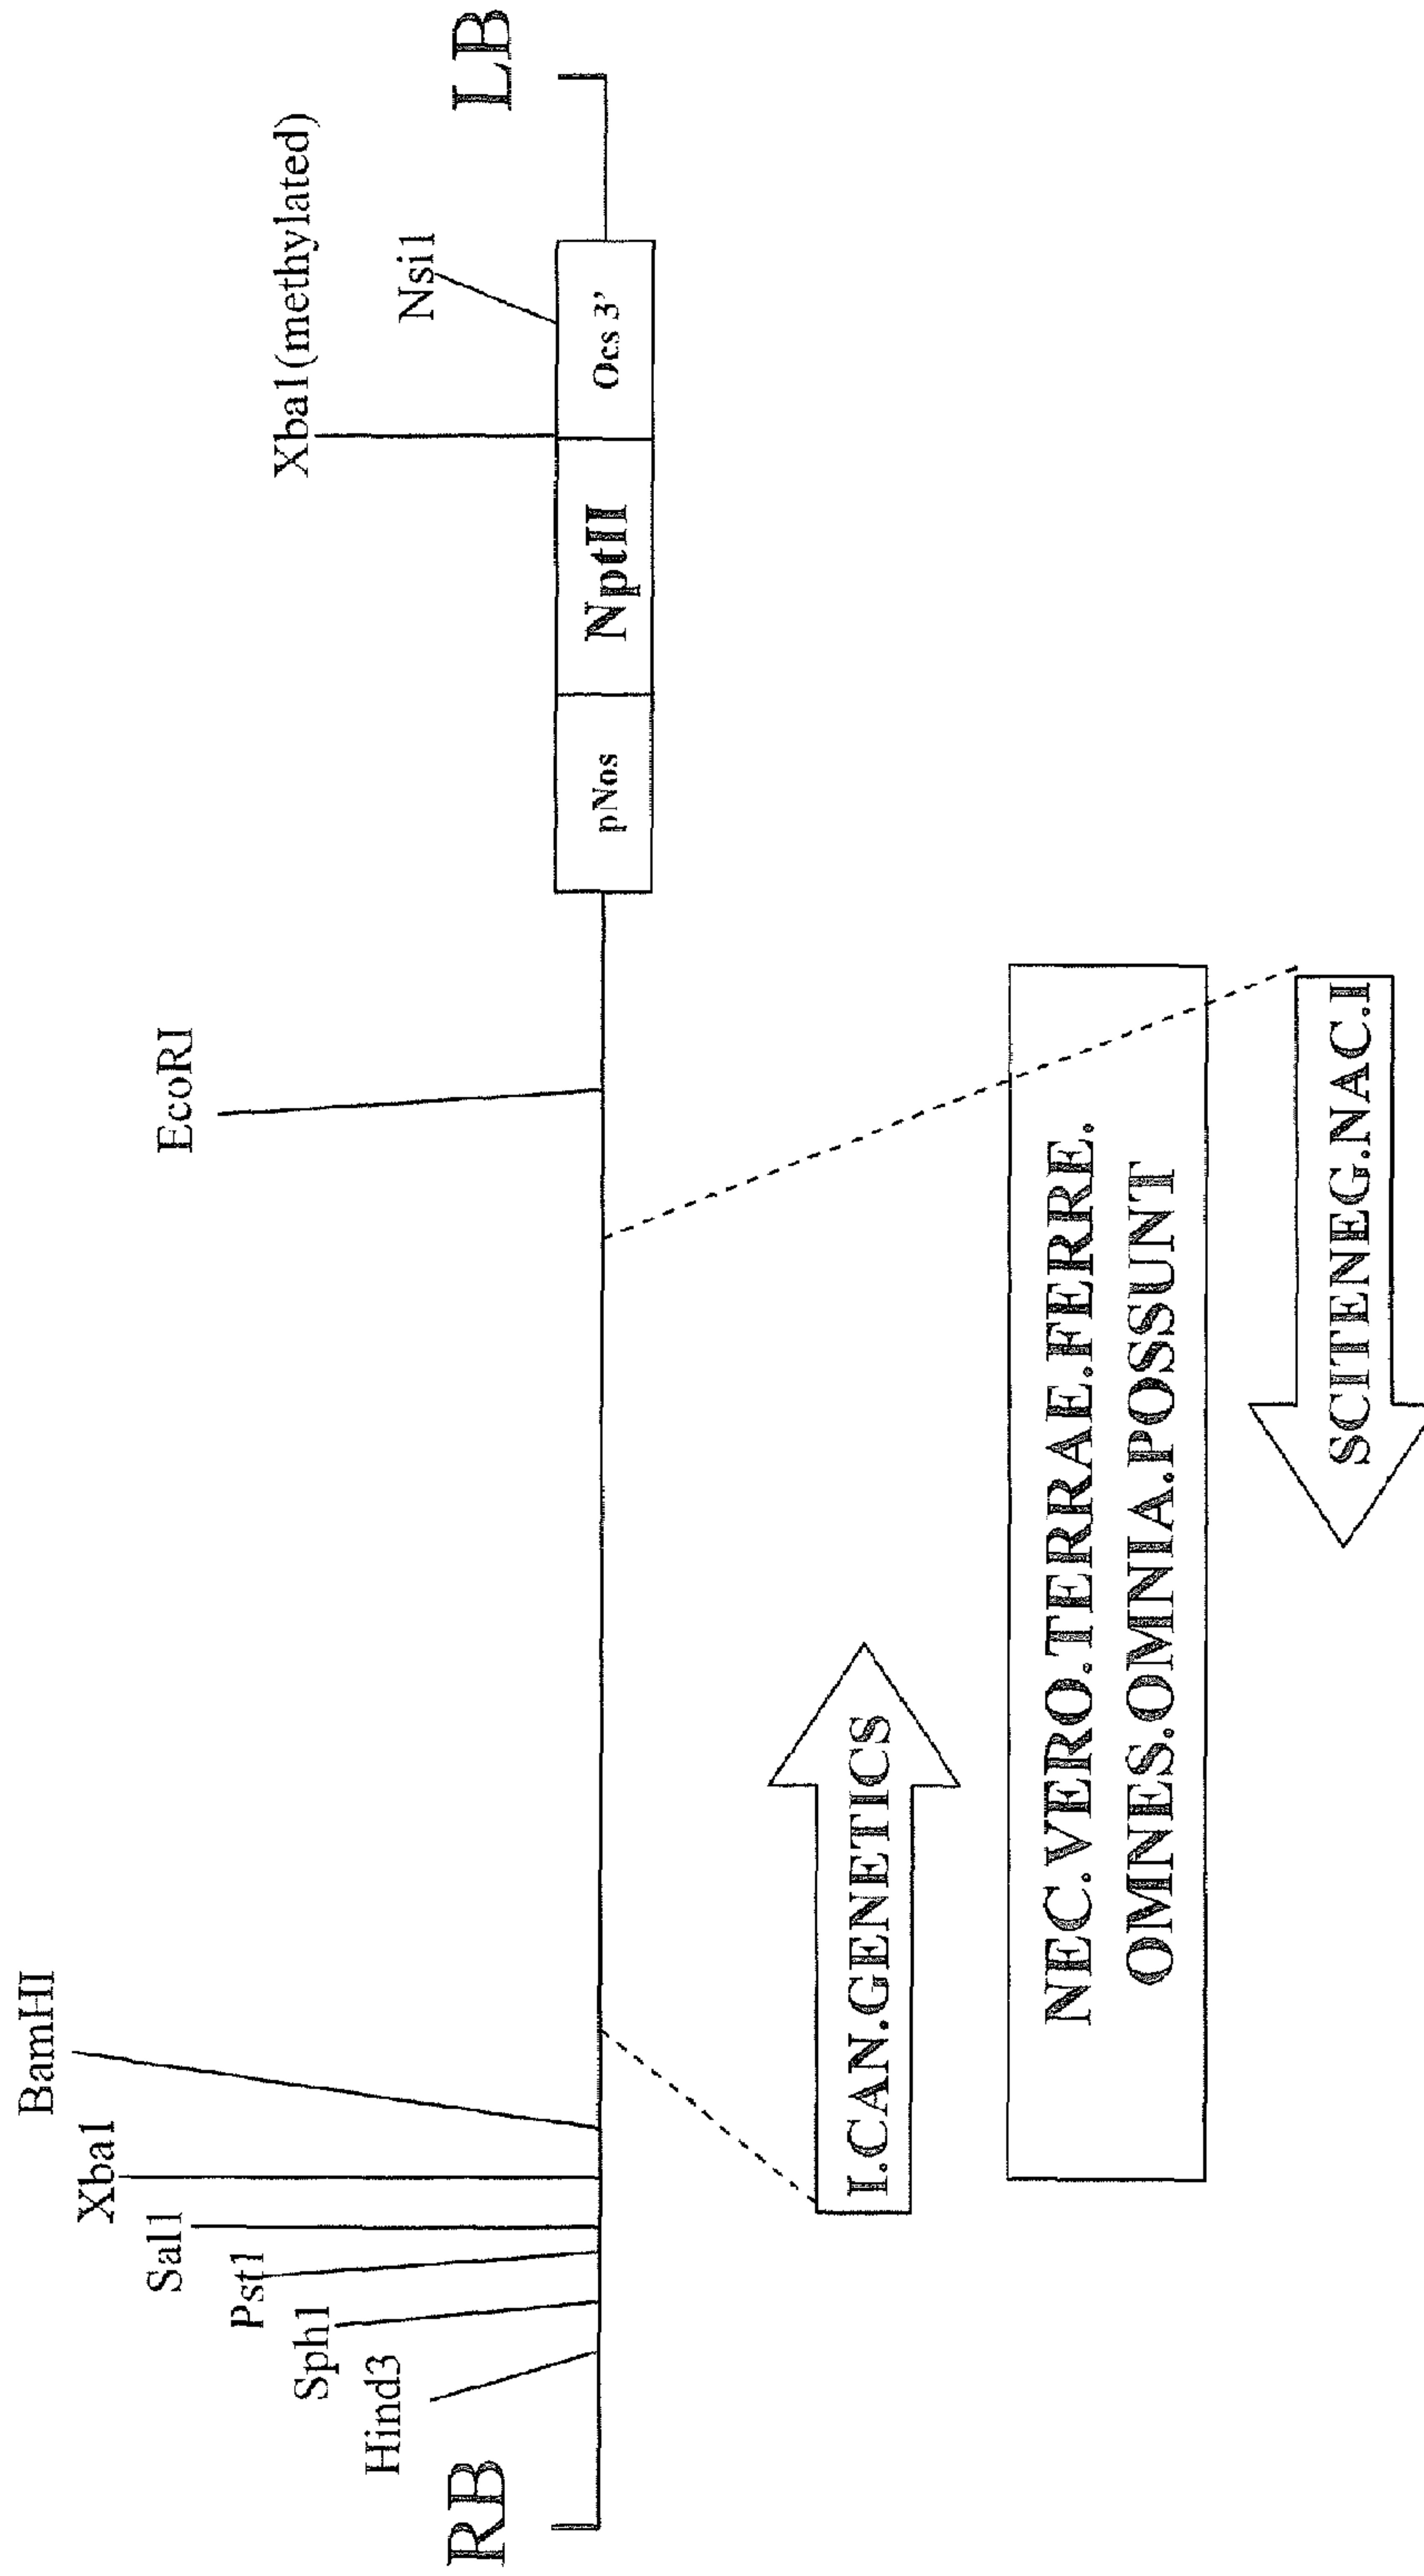 BamHI
Xba1
Sal1
Pst1
Sph1
Hind3
RB
EcoRI
Xba1(methylated)
Nsi1
LB
pNos
NptII
Ocs 3’
I.CAN.GENETICS
NEC.VERO.TERRAE.FERRE.
OMNES.OMNIA.POSSUNT
SCITENEG.NAC.I